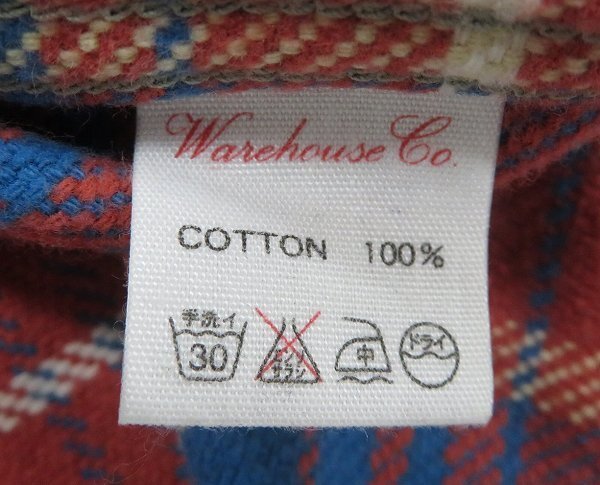 Warehouse Co.
COTTON 100%
手洗イ
30 エンソ サラシ 中 ドライ